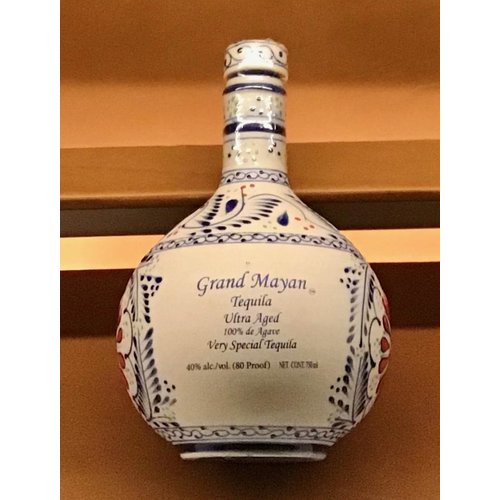 Grand Mayan TM
Tequila
Ultra Aged
100% de Agave
Very Special Tequila
40% alc./vol. (80 Proof) NET CONT. 750ml